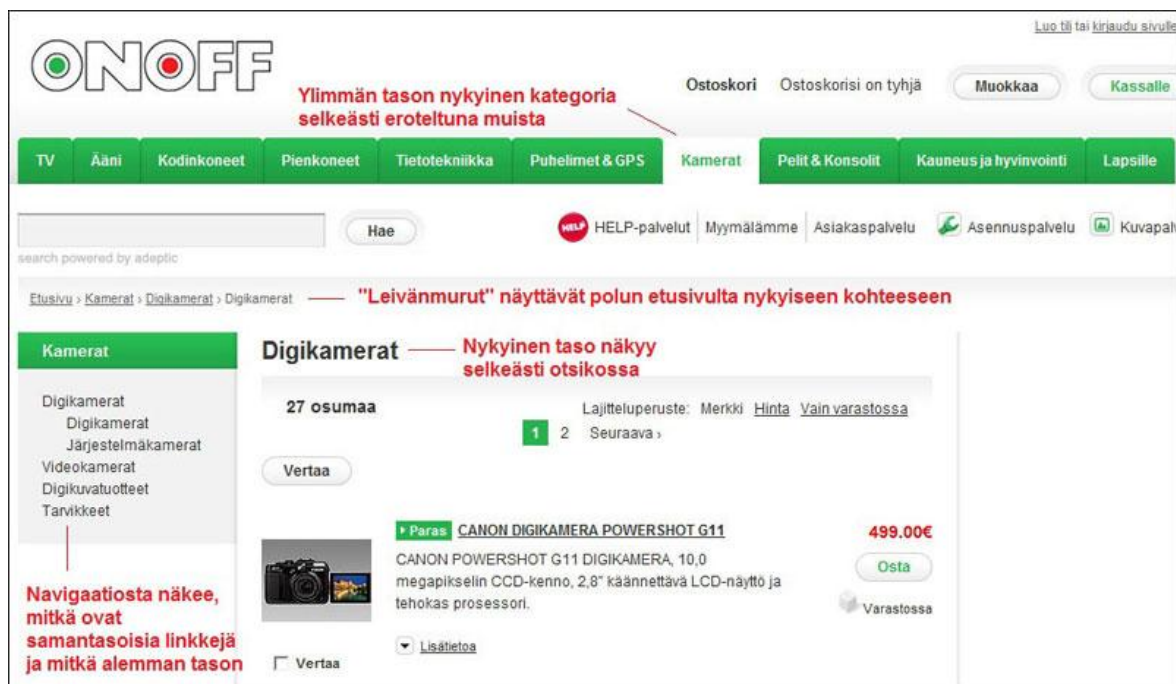 Luo tili tai kirjaudu sivulle
ONOFF
Ostoskori Ostoskorisi on tyhjä Muokkaa Kassalle
Ylimmän tason nykyinen kategoria
selkeästi eroteltuna muista
TV Ääni Kodinkoneet Pienkoneet Tietotekniikka Puhelimet & GPS Kamerat Pelit & Konsolit Kauneus ja hyvinvointi Lapsille
Hae HELP HELP-palvelut Myymälämme Asiakaspalvelu Asennuspalvelu Kuvapalv
search powered by adeptic
Etusivu › Kamerat › Digikamerat › Digikamerat "Leivänmurut" näyttävät polun etusivulta nykyiseen kohteeseen
Kamerat
Digikamerat
Digikamerat
Järjestelmäkamerat
Videokamerat
Digikuvatuotteet
Tarvikkeet
Navigaatiosta näkee,
mitkä ovat
samantasoisia linkkejä
ja mitkä alemman tason
Digikamerat
Nykyinen taso näkyy
selkeästi otsikossa
27 osumaa
Lajitteluperuste: Merkki Hinta Vain varastossa
1 2 Seuraava ›
Vertaa
Paras CANON DIGIKAMERA POWERSHOT G11
499.00€
CANON POWERSHOT G11 DIGIKAMERA, 10,0
megapikselin CCD-kenno, 2,8" käännettävä LCD-näyttö ja
tehokas prosessori.
Osta
Varastossa
Lisätietoa
Vertaa